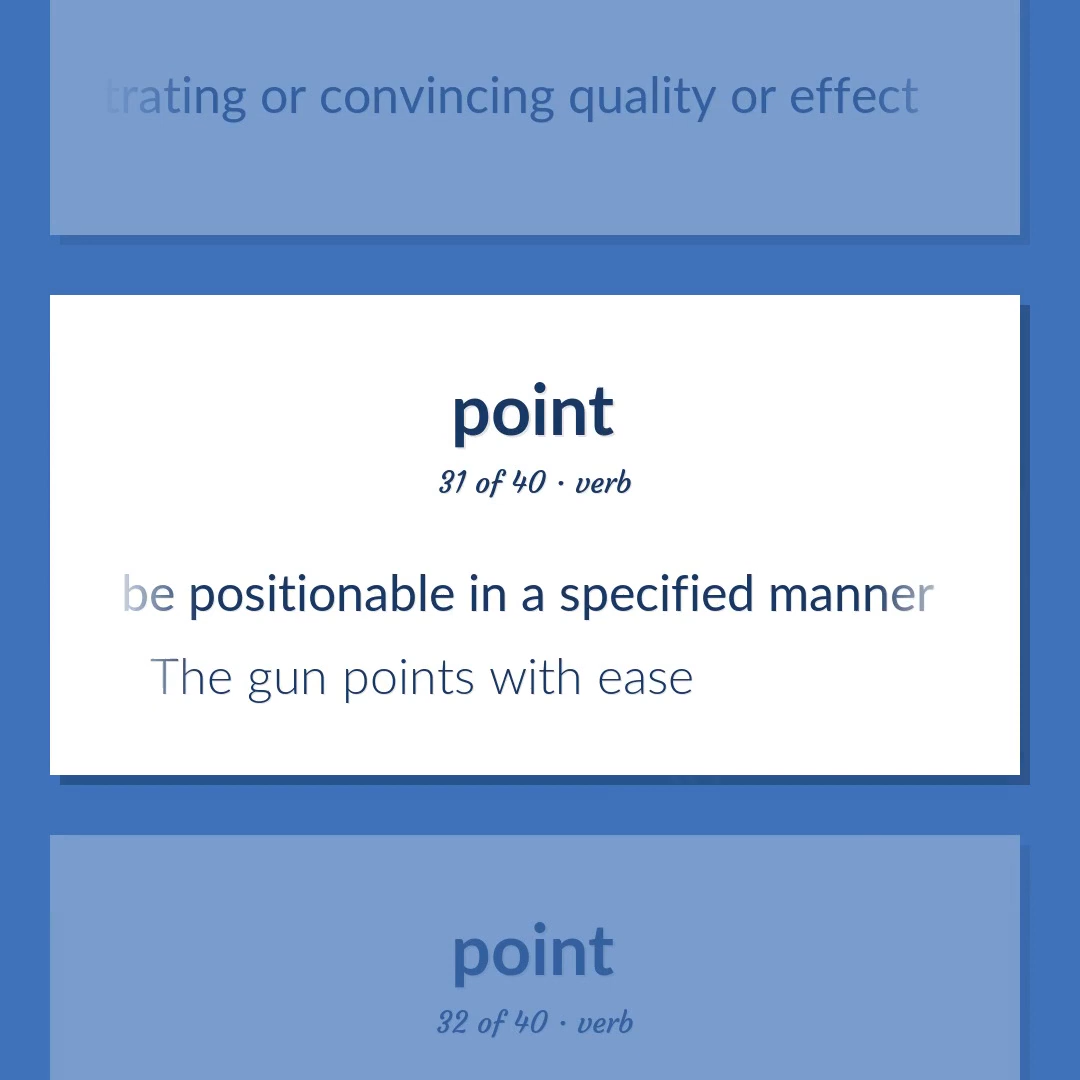 trating or convincing quality or effect
point
31 of 40 · verb
be positionable in a specified manner
The gun points with ease
point
32 of 40 · verb